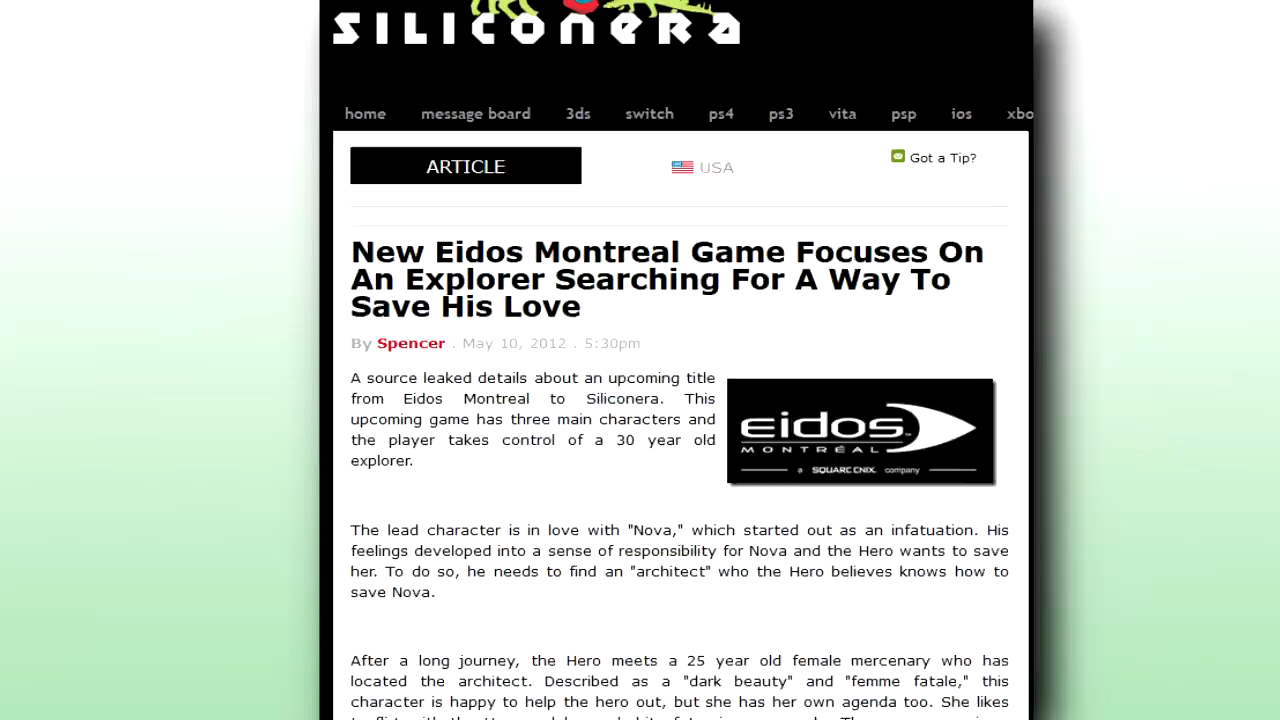 SILICONERA
home message board 3ds switch ps4 ps3 vita psp ios xbo
ARTICLE
USA
Got a Tip?
New Eidos Montreal Game Focuses On
An Explorer Searching For A Way To
Save His Love
By Spencer . May 10, 2012 . 5:30pm
A source leaked details about an upcoming title
from Eidos Montreal to Siliconera. This
upcoming game has three main characters and
the player takes control of a 30 year old
explorer.
eidos™
MONTRÉAL
a SQUARE ENIX. company
The lead character is in love with "Nova," which started out as an infatuation. His
feelings developed into a sense of responsibility for Nova and the Hero wants to save
her. To do so, he needs to find an "architect" who the Hero believes knows how to
save Nova.
After a long journey, the Hero meets a 25 year old female mercenary who has
located the architect. Described as a "dark beauty" and "femme fatale," this
character is happy to help the hero out, but she has her own agenda too. She likes